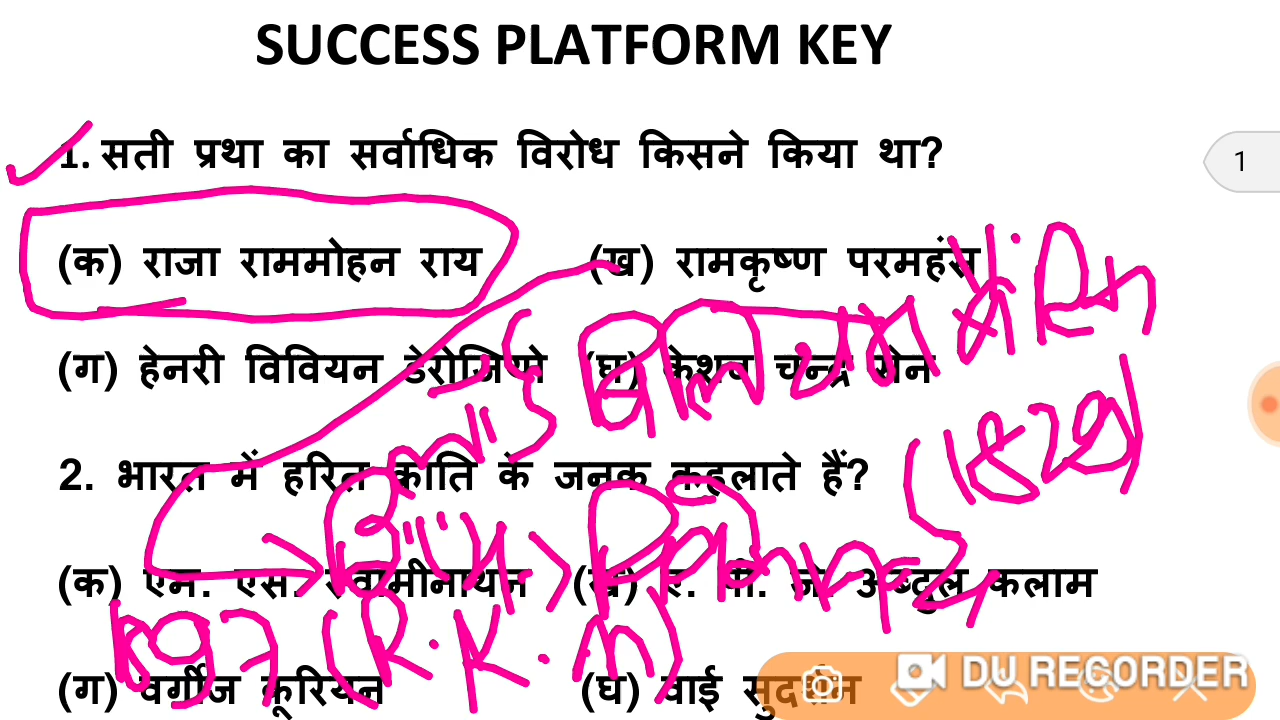 SUCCESS PLATFORM KEY
1. सती प्रथा का सर्वाधिक विरोध किसने किया था?
1
(क) राजा राममोहन राय (ख) रामकृष्ण परमहंस
(ग) हेनरी विवियन डेरोजियो (घ) केशव चन्द्र सेन
(1829)
2. भारत में हरित क्रांति के जनक कहलाते हैं?
(क) एम. एस. स्वामीनाथन (ख) ए. पी. जे. अब्दुल कलाम
1897 (R.K.M)
(ग) वर्गीज कूरियन (घ) वाई सुदर्शन
DU RECORDER